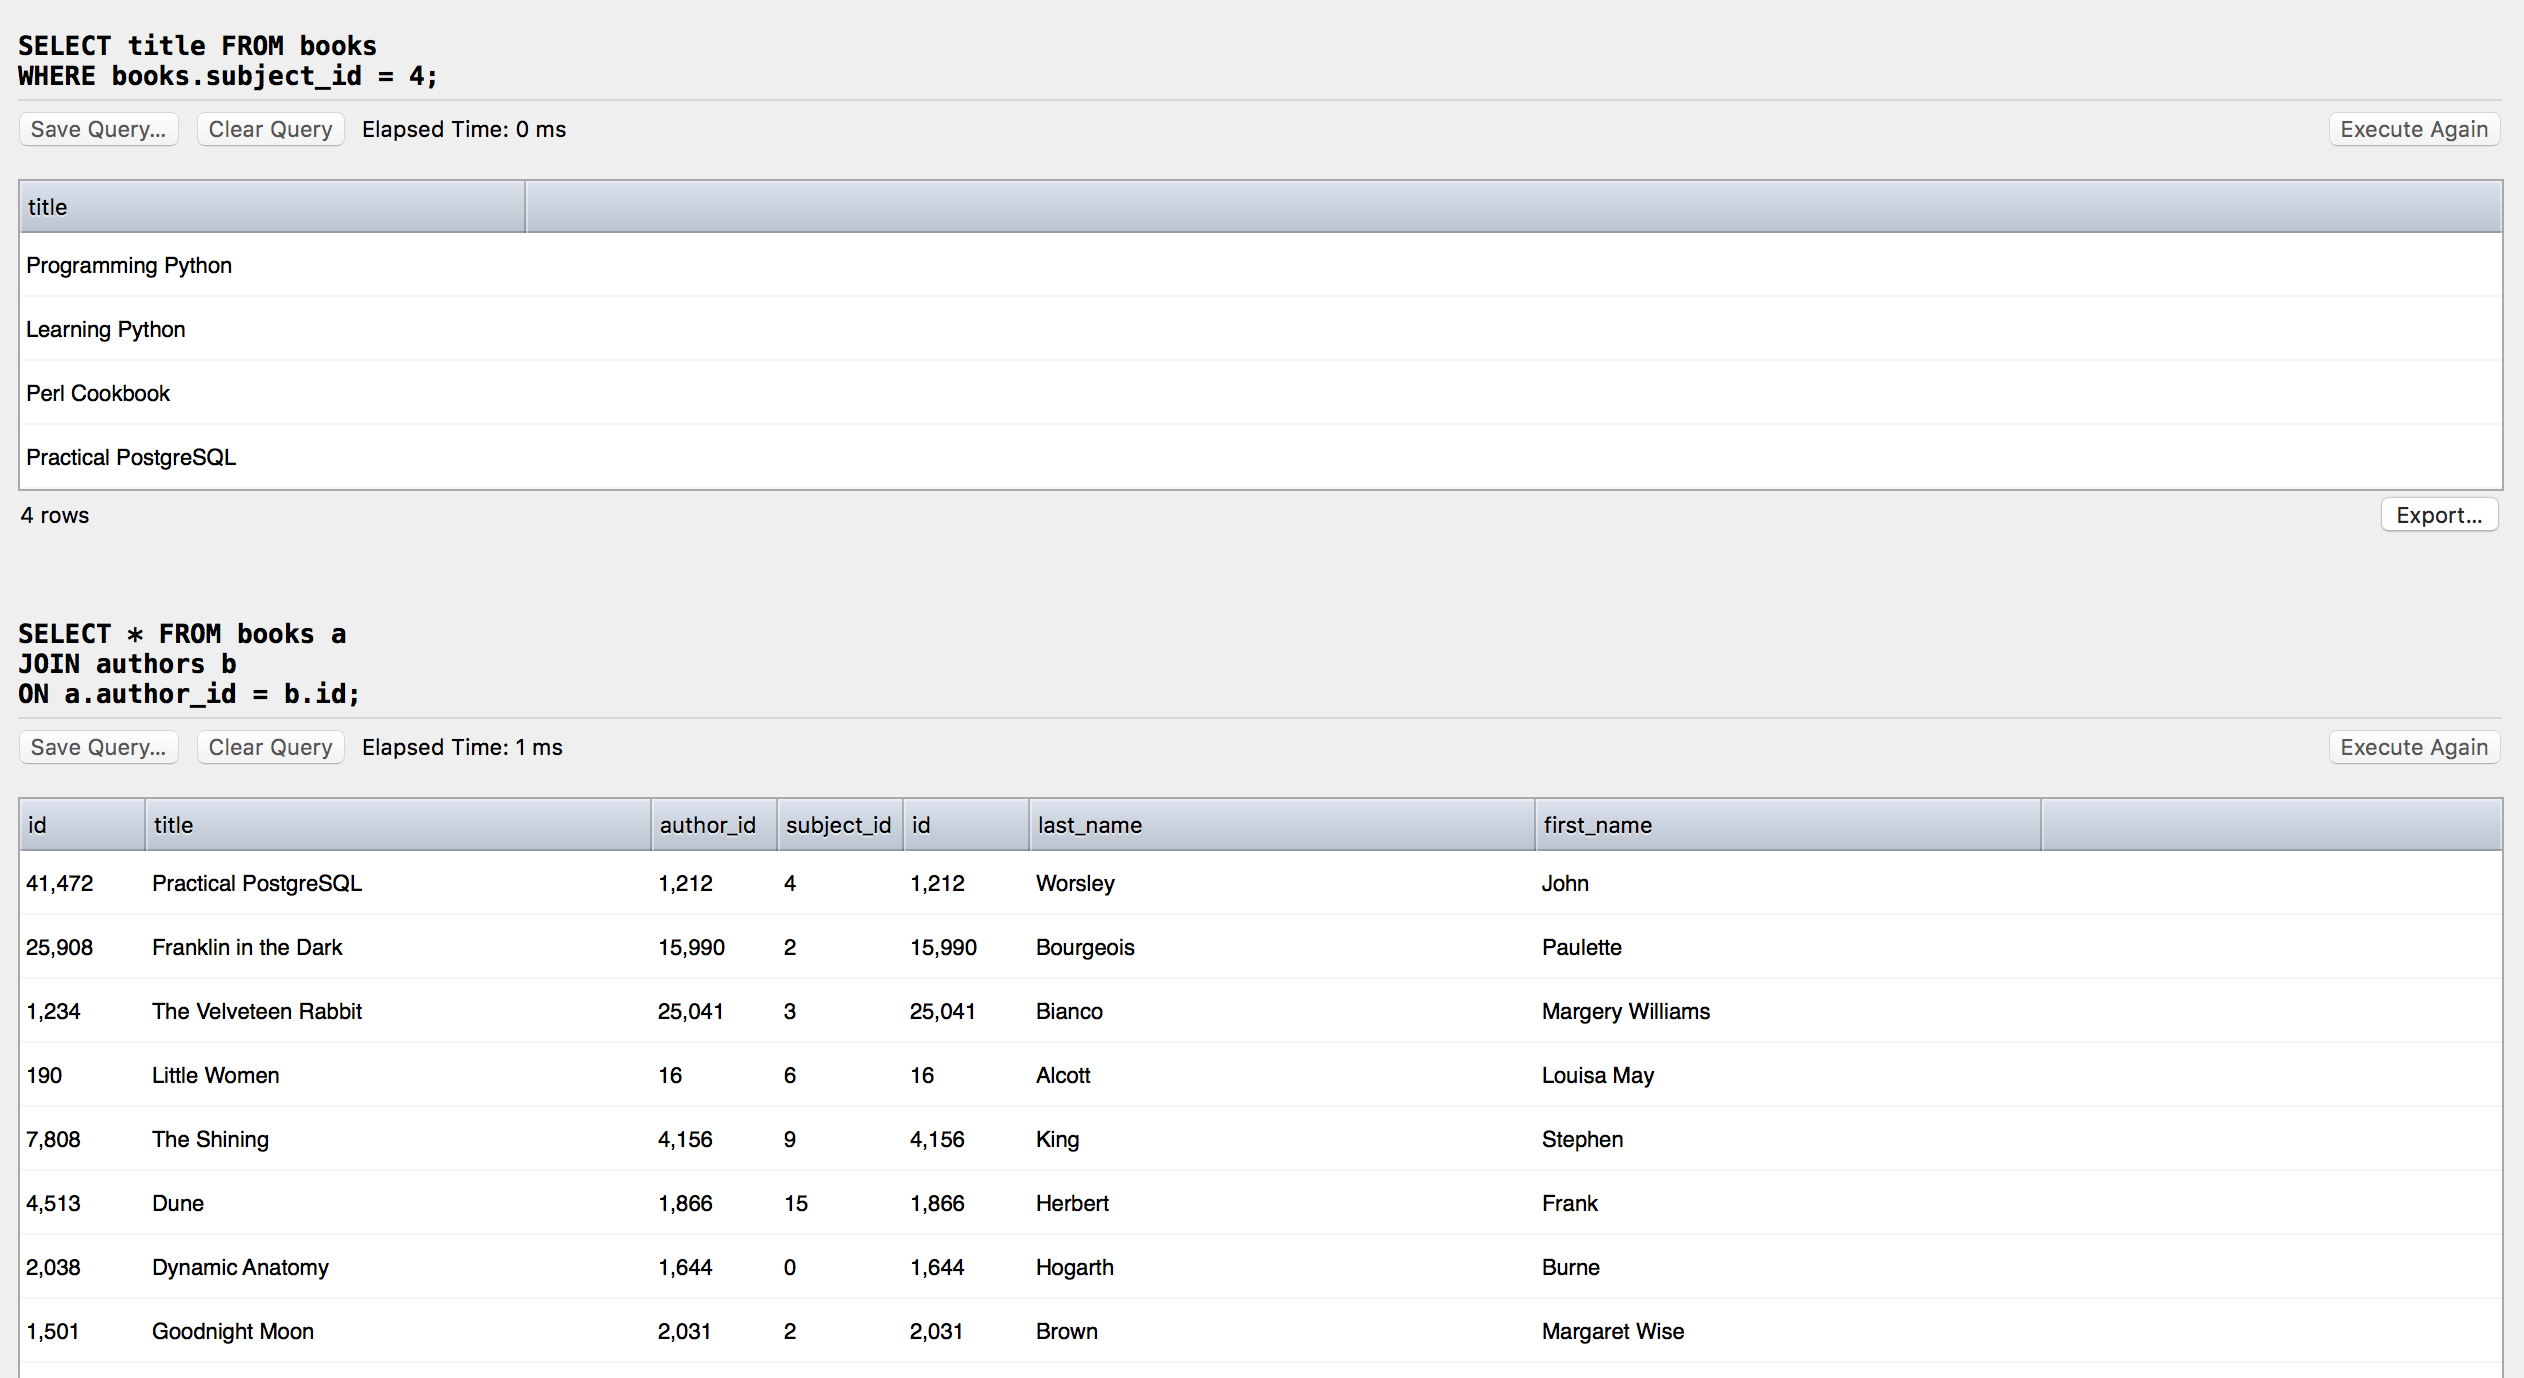 SELECT title FROM books
WHERE books.subject_id = 4;
Save Query... Clear Query Elapsed Time: 0 ms Execute Again
title
Programming Python
Learning Python
Perl Cookbook
Practical PostgreSQL
4 rows Export...
SELECT * FROM books a
JOIN authors b
ON a.author_id = b.id;
Save Query... Clear Query Elapsed Time: 1 ms Execute Again
id title author_id subject_id id last_name first_name
41,472 Practical PostgreSQL 1,212 4 1,212 Worsley John
25,908 Franklin in the Dark 15,990 2 15,990 Bourgeois Paulette
1,234 The Velveteen Rabbit 25,041 3 25,041 Bianco Margery Williams
190 Little Women 16 6 16 Alcott Louisa May
7,808 The Shining 4,156 9 4,156 King Stephen
4,513 Dune 1,866 15 1,866 Herbert Frank
2,038 Dynamic Anatomy 1,644 0 1,644 Hogarth Burne
1,501 Goodnight Moon 2,031 2 2,031 Brown Margaret Wise